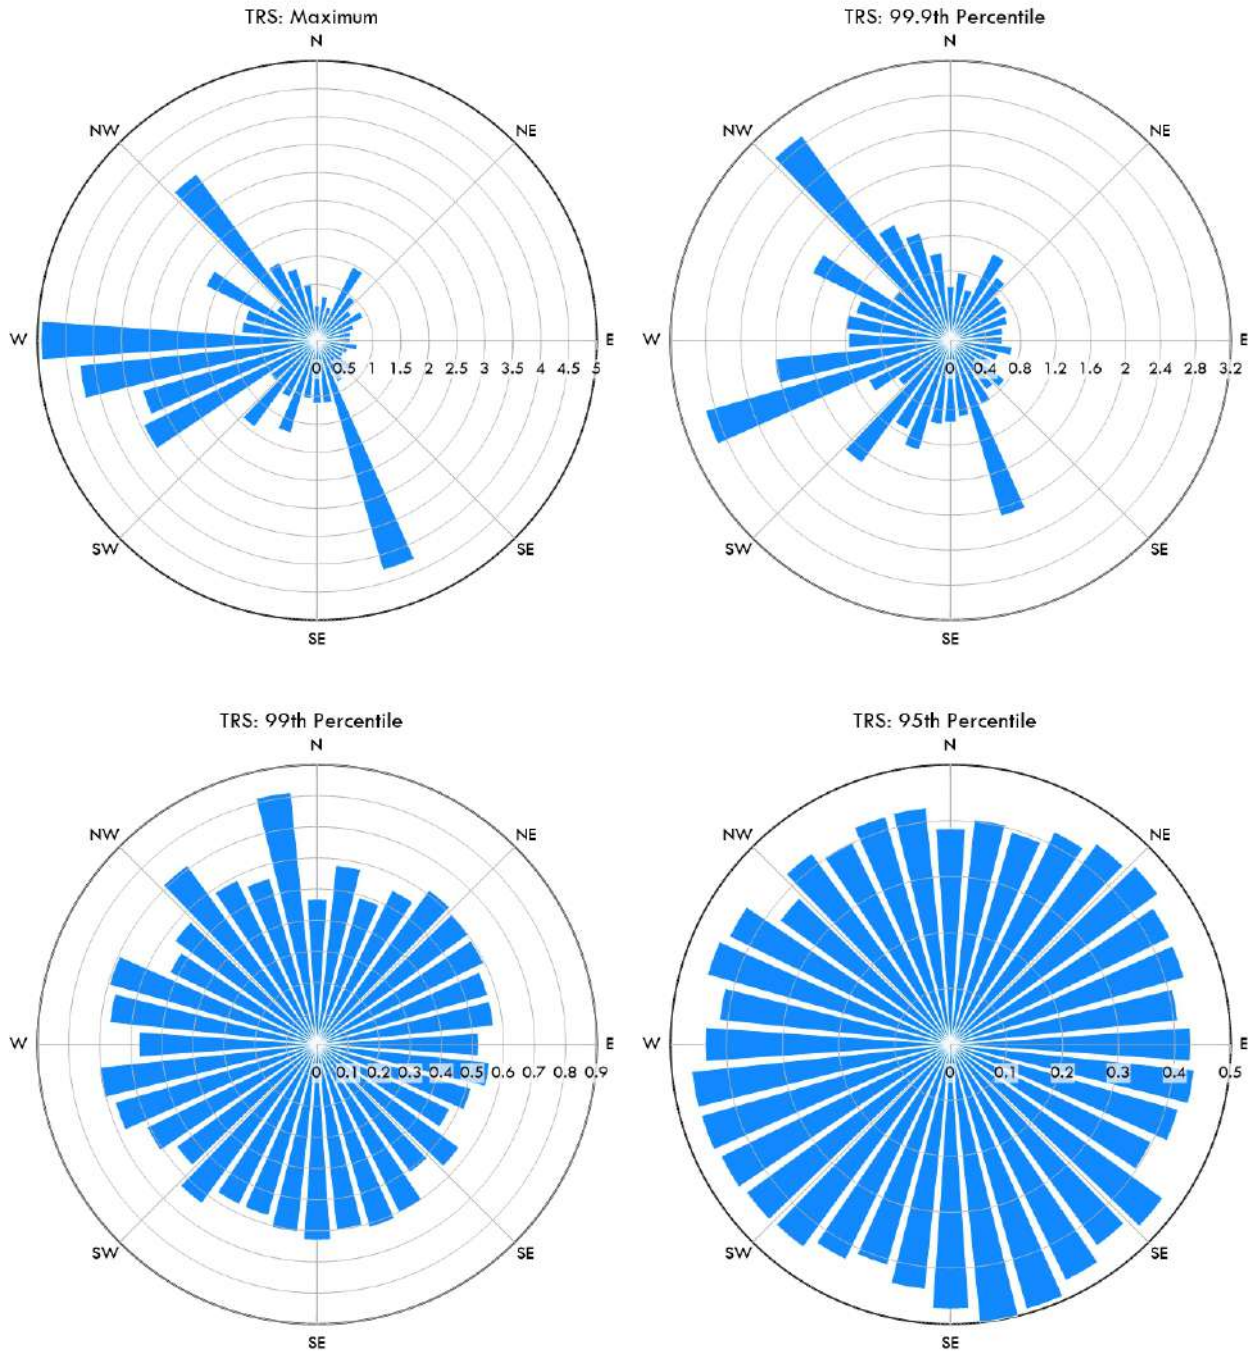 TRS: Maximum
N
NW
NE
W
E
0 0.5 1 1.5 2 2.5 3 3.5 4 4.5 5
SW
SE
SE
TRS: 99.9th Percentile
N
NW
NE
E
0 0.4 0.8 1.2 1.6 2 2.4 2.8 3.2
W
SW
SE
SE
TRS: 99th Percentile
N
NW
NE
W
E
0 0.1 0.2 0.3 0.4 0.5 0.6 0.7 0.8 0.9
SW
SE
SE
TRS: 95th Percentile
N
NW
NE
W
E
0 0.1 0.2 0.3 0.4 0.5
SW
SE
SE